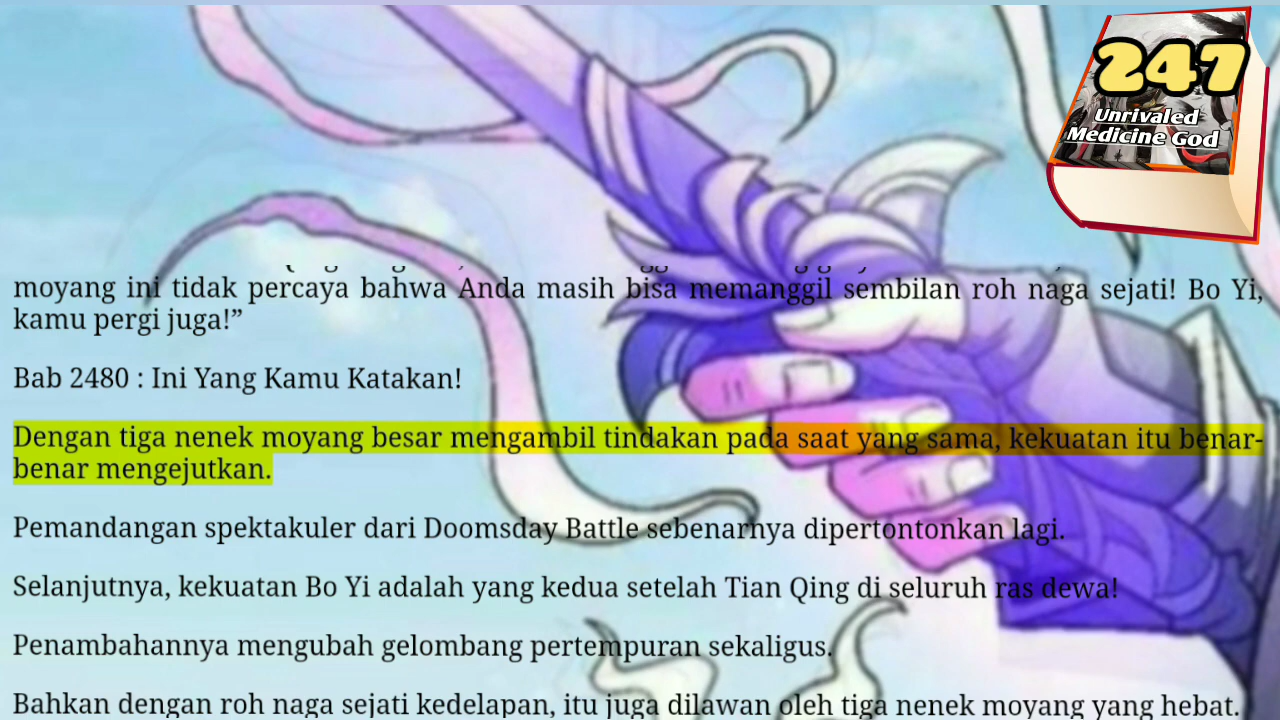 247
Unrivaled
Medicine God
moyang ini tidak percaya bahwa Anda masih bisa memanggil sembilan roh naga sejati! Bo Yi,
kamu pergi juga!”
Bab 2480 : Ini Yang Kamu Katakan!
Dengan tiga nenek moyang besar mengambil tindakan pada saat yang sama, kekuatan itu benar-
benar mengejutkan.
Pemandangan spektakuler dari Doomsday Battle sebenarnya dipertontonkan lagi.
Selanjutnya, kekuatan Bo Yi adalah yang kedua setelah Tian Qing di seluruh ras dewa!
Penambahannya mengubah gelombang pertempuran sekaligus.
Bahkan dengan roh naga sejati kedelapan, itu juga dilawan oleh tiga nenek moyang yang hebat.